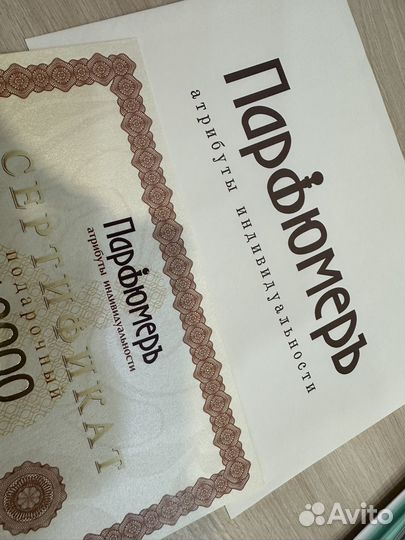 Парфюмеръ
атрибуты индивидуальности
Парфюмеръ
атрибуты индивидуальности
СЕРТИФИКАТ
подарочный
Avito